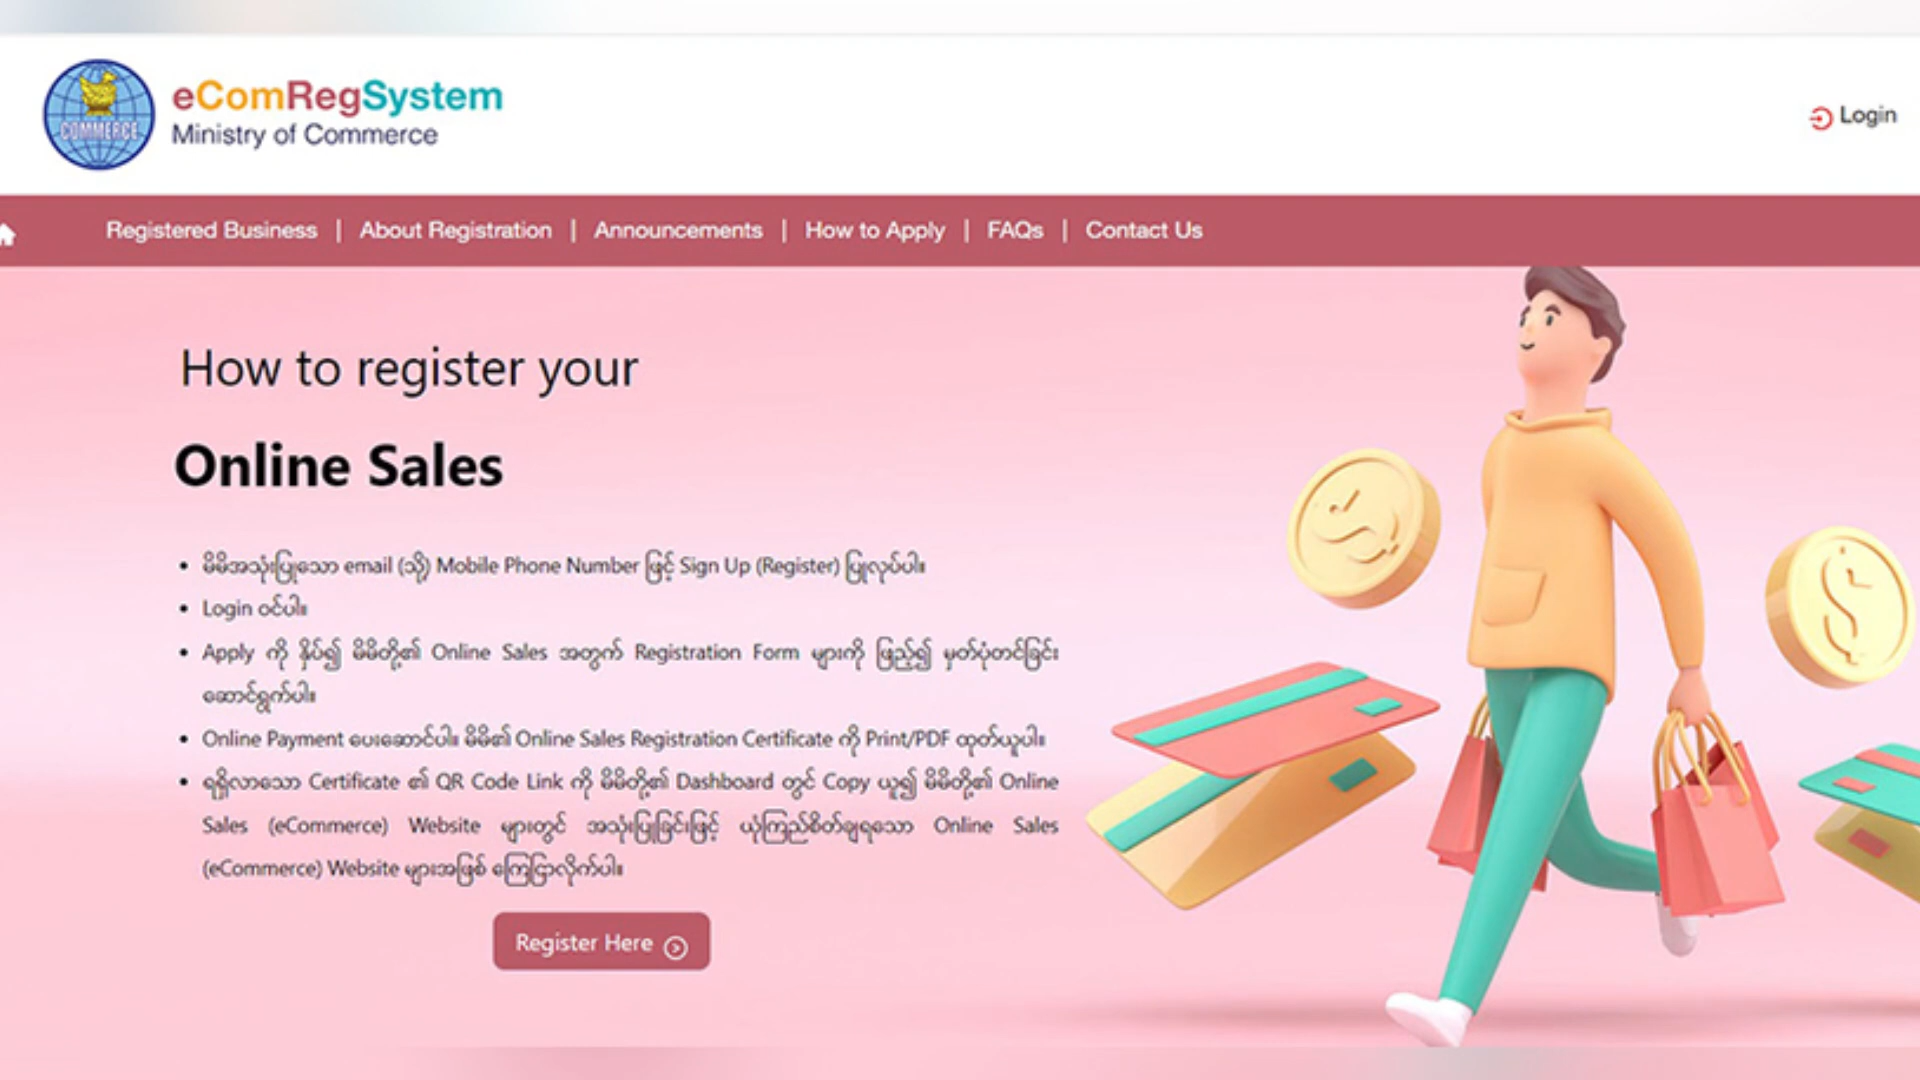 COMMERCE
eComRegSystem
Ministry of Commerce
Login
Registered Business | About Registration | Announcements | How to Apply | FAQs | Contact Us
How to register your
Online Sales
• မိမိအသုံးပြုသော email (သို့) Mobile Phone Number ဖြင့် Sign Up (Register) ပြုလုပ်ပါ။
• Login ဝင်ပါ။
• Apply ကို နှိပ်၍ မိမိတို့၏ Online Sales အတွက် Registration Form များကို ဖြည့်၍ မှတ်ပုံတင်ခြင်း
ဆောင်ရွက်ပါ။
• Online Payment ပေးဆောင်ပါ။ မိမိ၏ Online Sales Registration Certificate ကို Print/PDF ထုတ်ယူပါ။
• ရရှိလာသော Certificate ၏ QR Code Link ကို မိမိတို့၏ Dashboard တွင် Copy ယူ၍ မိမိတို့၏ Online
Sales (eCommerce) Website များတွင် အသုံးပြုခြင်းဖြင့် ယုံကြည်စိတ်ချရသော Online Sales
(eCommerce) Website များအဖြစ် ကြေငြာလိုက်ပါ။
Register Here